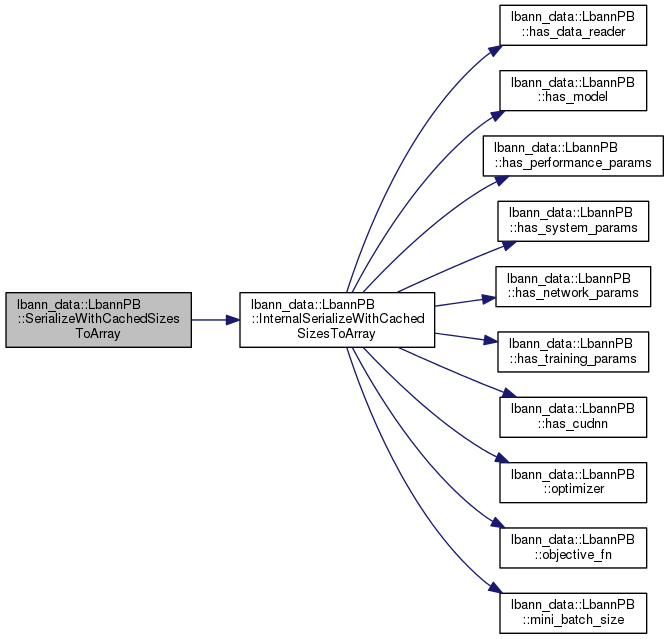 lbann_data::LbannPB
::SerializeWithCachedSizes
ToArray
lbann_data::LbannPB
::InternalSerializeWithCached
SizesToArray
lbann_data::LbannPB
::has_data_reader
lbann_data::LbannPB
::has_model
lbann_data::LbannPB
::has_performance_params
lbann_data::LbannPB
::has_system_params
lbann_data::LbannPB
::has_network_params
lbann_data::LbannPB
::has_training_params
lbann_data::LbannPB
::has_cudnn
lbann_data::LbannPB
::optimizer
lbann_data::LbannPB
::objective_fn
lbann_data::LbannPB
::mini_batch_size